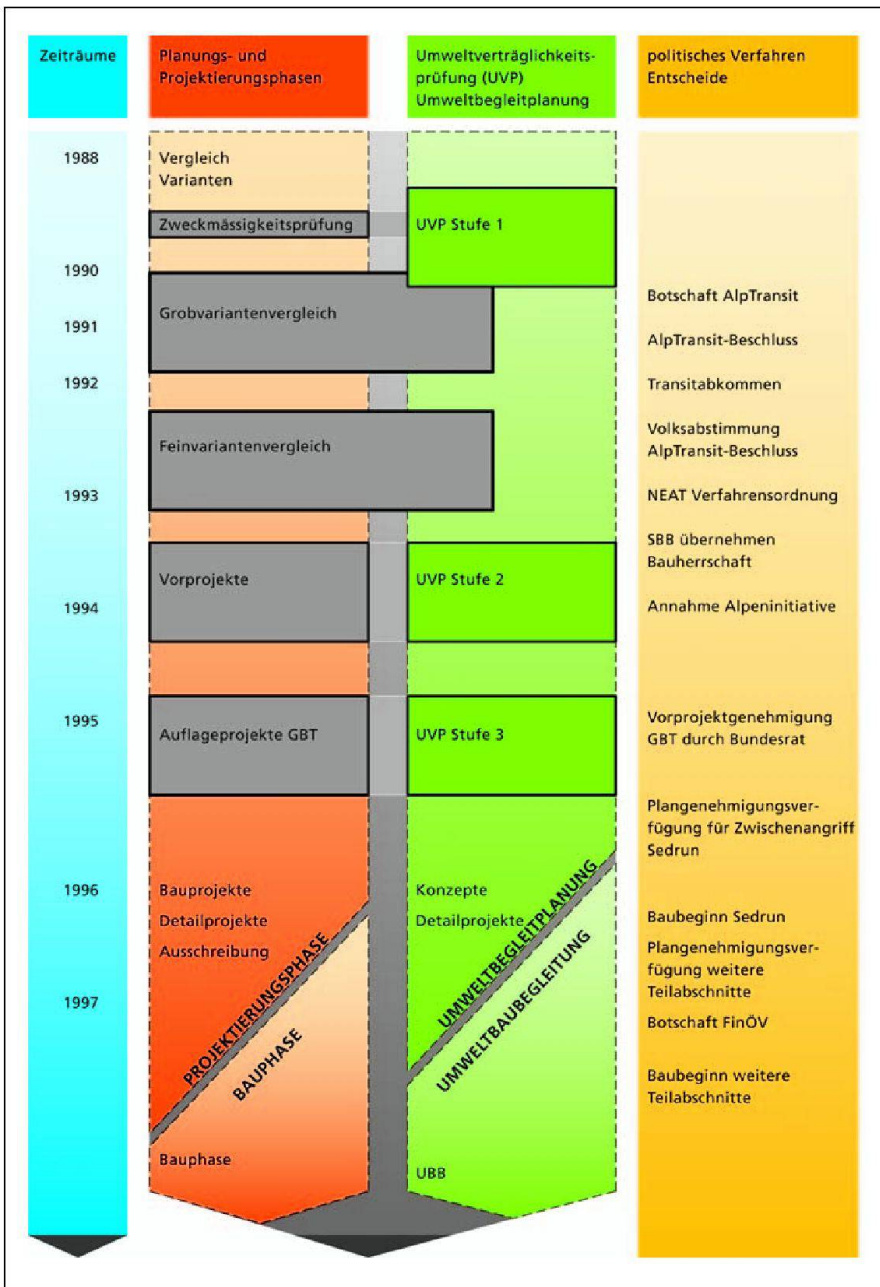 Zeiträume
Planungs- und
Projektierungsphasen
Umweltverträglichkeits-
prüfung (UVP)
Umweltbegleitplanung
politisches Verfahren
Entscheide
1988
1990
1991
1992
1993
1994
1995
1996
1997
Vergleich
Varianten
Zweckmässigkeitsprüfung
Grobvariantenvergleich
Feinvariantenvergleich
Vorprojekte
Auflageprojekte GBT
Bauprojekte
Detailprojekte
Ausschreibung
PROJEKTIERUNGSPHASE
BAUPHASE
Bauphase
UVP Stufe 1
UVP Stufe 2
UVP Stufe 3
Konzepte
Detailprojekte
UMWELTBEGLEITPLANUNG
UMWELTBAUBEGLEITUNG
UBB
Botschaft AlpTransit
AlpTransit-Beschluss
Transitabkommen
Volksabstimmung
AlpTransit-Beschluss
NEAT Verfahrensordnung
SBB übernehmen
Bauherrschaft
Annahme Alpeninitiative
Vorprojektgenehmigung
GBT durch Bundesrat
Plangenehmigungsver-
fügung für Zwischenangriff
Sedrun
Baubeginn Sedrun
Plangenehmigungsver-
fügung weitere
Teilabschnitte
Botschaft FinÖV
Baubeginn weitere
Teilabschnitte